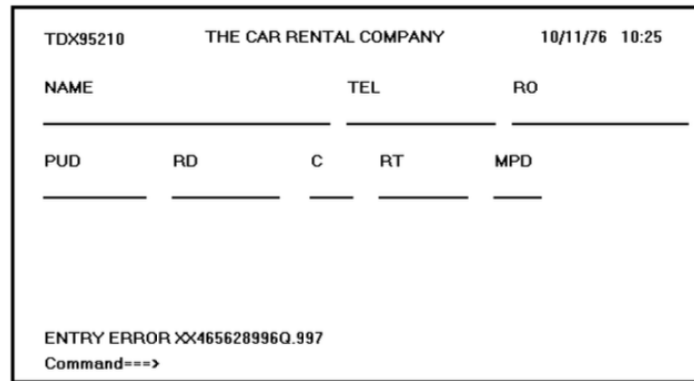 TDX95210 THE CAR RENTAL COMPANY 10/11/76 10:25
NAME TEL RO
PUD RD C RT MPD
ENTRY ERROR XX465628996Q.997
Command===>